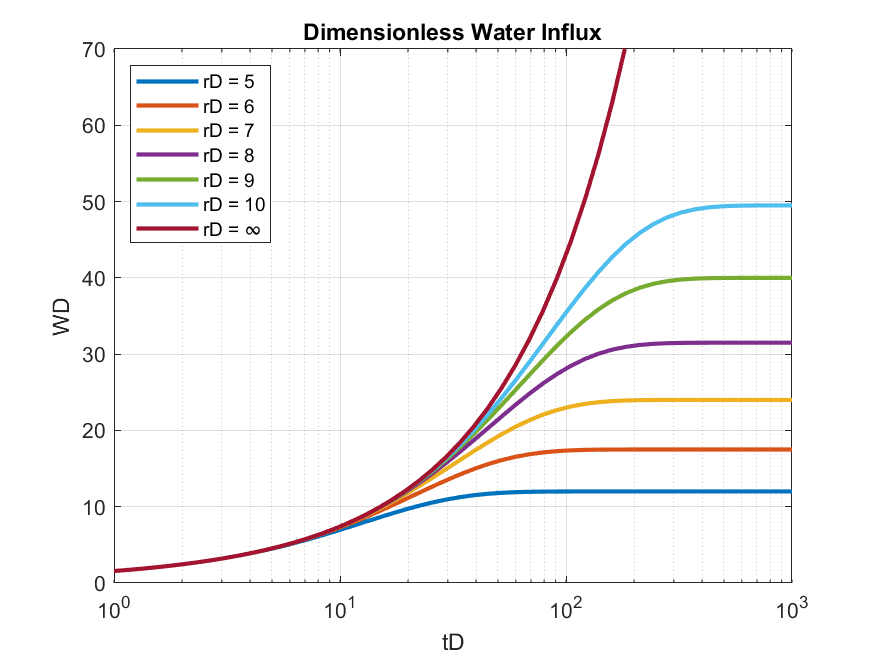 Dimensionless Water Influx
70
60
50
40
30
20
10
0
WD
rD = 5
rD = 6
rD = 7
rD = 8
rD = 9
rD = 10
rD = ∞
10^0
10^1
10^2
10^3
tD